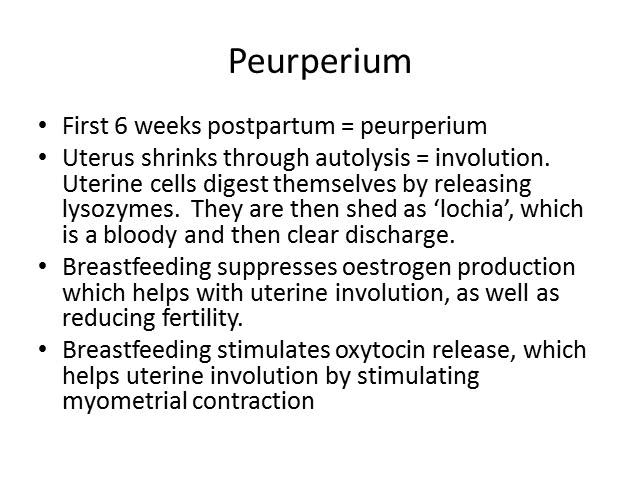 Peurperium
• First 6 weeks postpartum = peurperium
• Uterus shrinks through autolysis = involution.
Uterine cells digest themselves by releasing
lysozymes.  They are then shed as ‘lochia’, which
is a bloody and then clear discharge.
• Breastfeeding suppresses oestrogen production
which helps with uterine involution, as well as
reducing fertility.
• Breastfeeding stimulates oxytocin release, which
helps uterine involution by stimulating
myometrial contraction